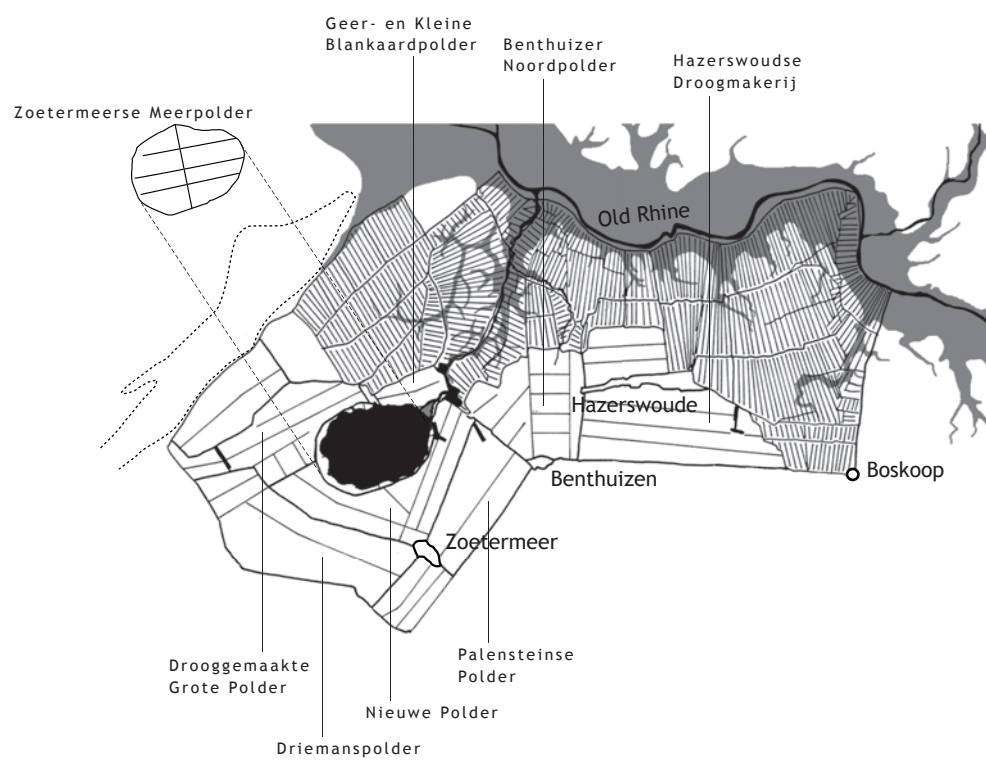 Geer- en Kleine
Blankaardpolder
Benthuizer
Noordpolder
Hazerswoudse
Droogmakerij
Zoetermeerse Meerpolder
Old Rhine
Hazerswoude
Boskoop
Benthuizen
Zoetermeer
Palensteinse
Polder
Drooggemaakte
Grote Polder
Nieuwe Polder
Driemanspolder